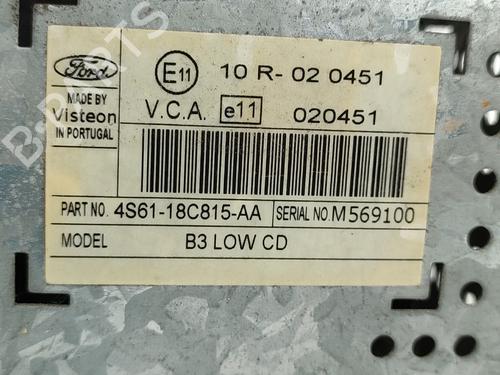 Ford
E11 10 R- 02 0451
MADE BY
Visteon
IN PORTUGAL
V.C.A. e11 020451
PART NO. 4S61-18C815-AA SERIAL NO. M569100
MODEL B3 LOW CD